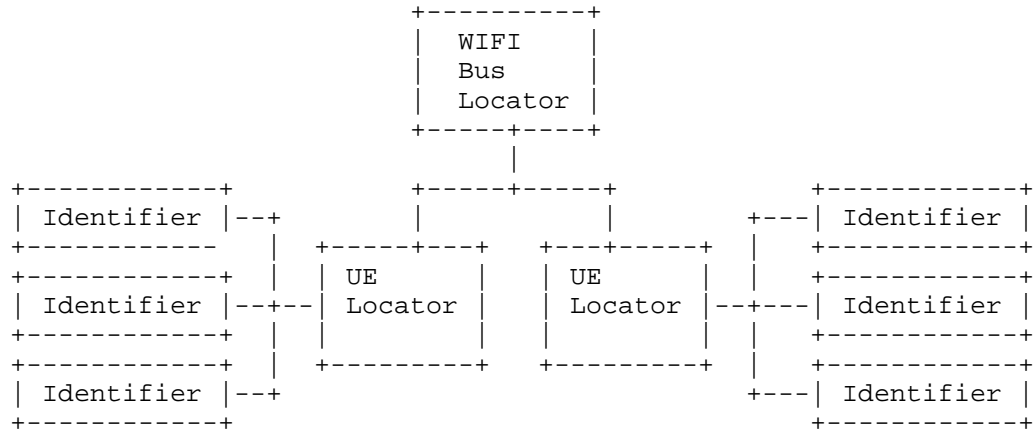 WIFI
Bus
Locator
Identifier
Identifier
UE
Locator
UE
Locator
Identifier
Identifier
Identifier
Identifier